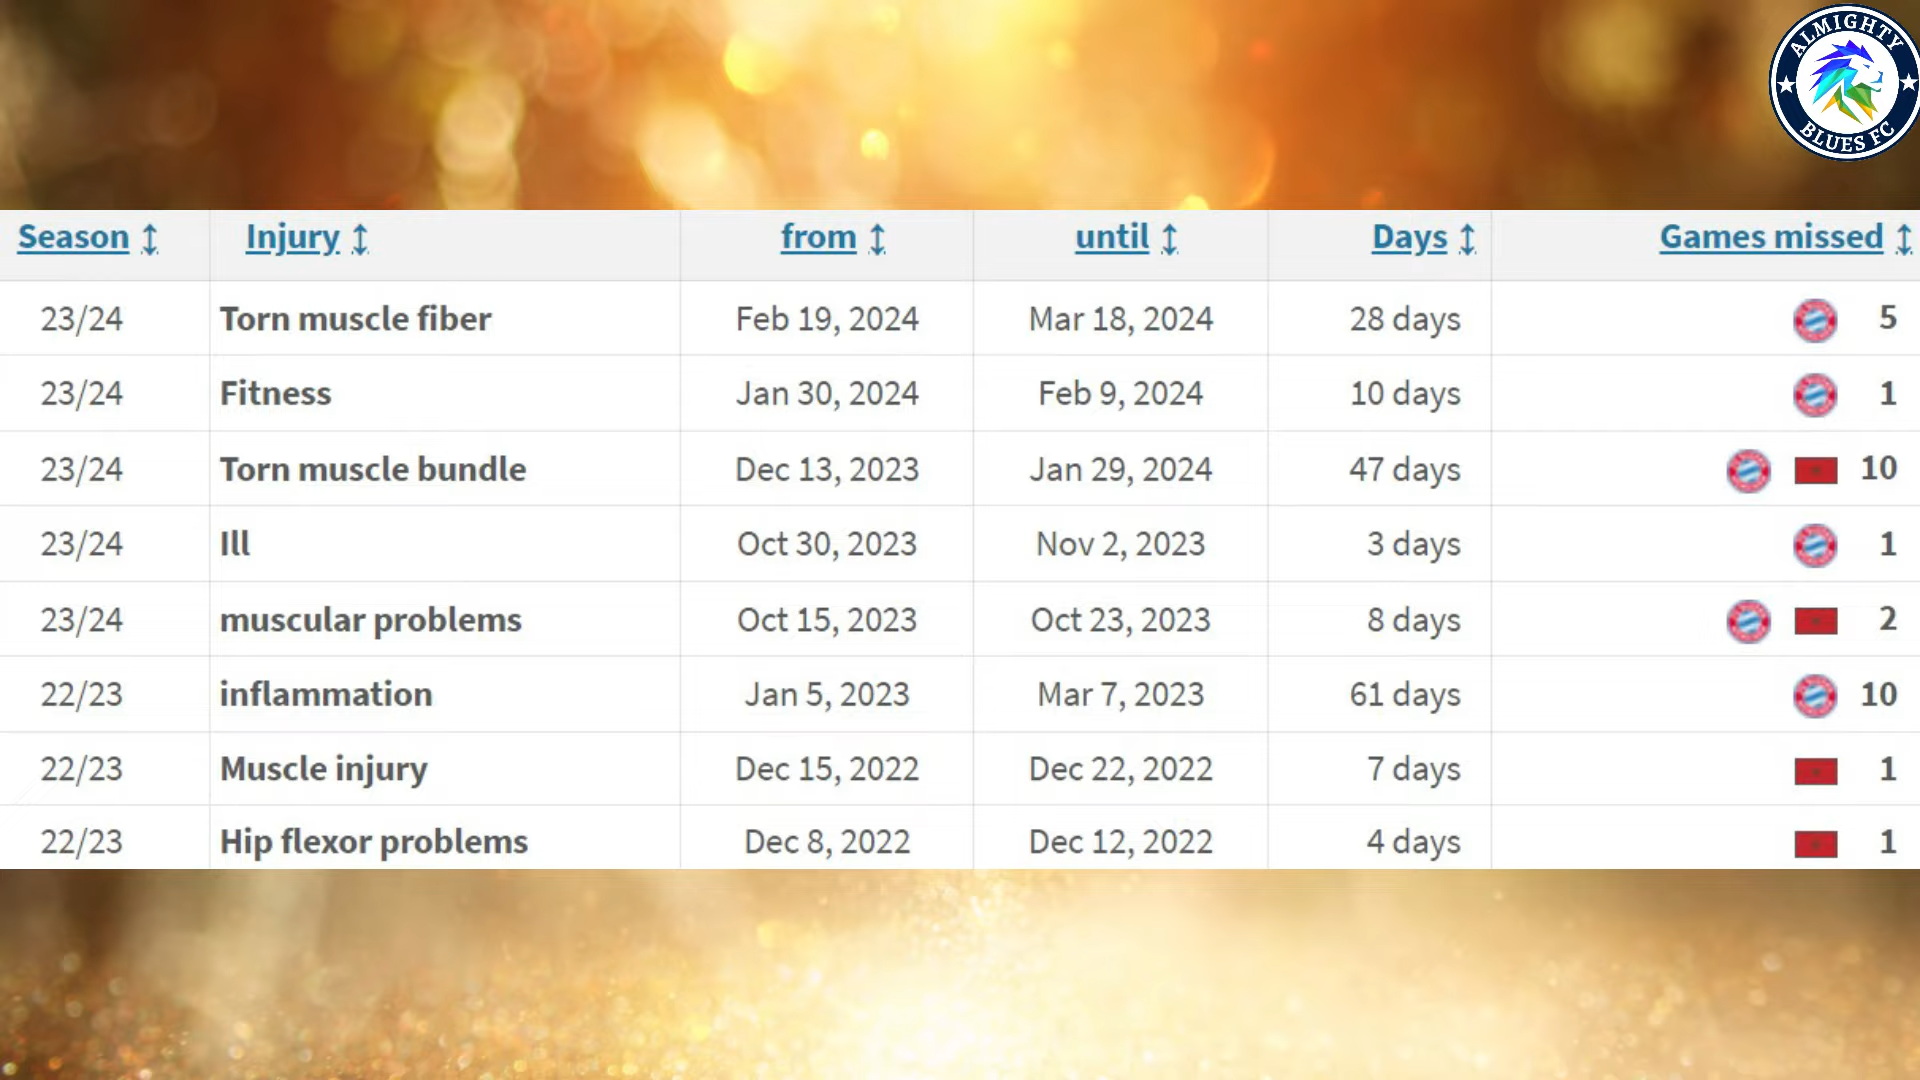 ALMIGHTY
BLUES FC
Season ↕ Injury ↕ from ↕ until ↕ Days ↕ Games missed ↕
23/24 Torn muscle fiber Feb 19, 2024 Mar 18, 2024 28 days 5
23/24 Fitness Jan 30, 2024 Feb 9, 2024 10 days 1
23/24 Torn muscle bundle Dec 13, 2023 Jan 29, 2024 47 days 10
23/24 Ill Oct 30, 2023 Nov 2, 2023 3 days 1
23/24 muscular problems Oct 15, 2023 Oct 23, 2023 8 days 2
22/23 inflammation Jan 5, 2023 Mar 7, 2023 61 days 10
22/23 Muscle injury Dec 15, 2022 Dec 22, 2022 7 days 1
22/23 Hip flexor problems Dec 8, 2022 Dec 12, 2022 4 days 1